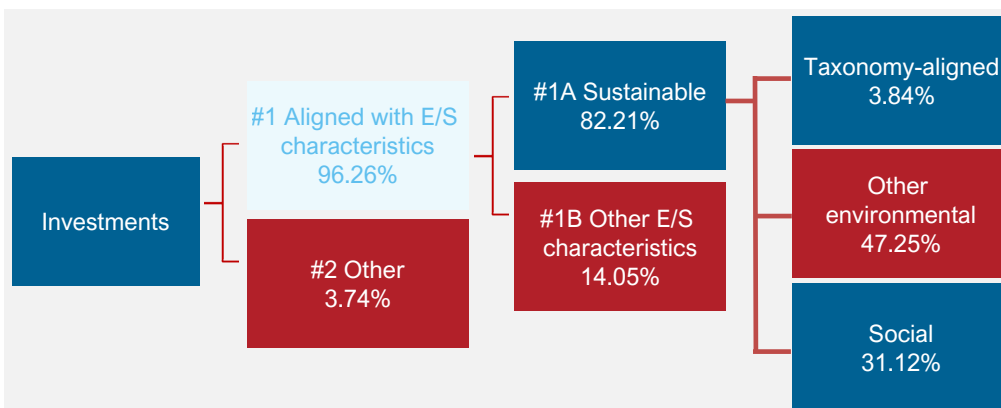 Investments
#1 Aligned with E/S
characteristics
96.26%
#2 Other
3.74%
#1A Sustainable
82.21%
#1B Other E/S
characteristics
14.05%
Taxonomy-aligned
3.84%
Other
environmental
47.25%
Social
31.12%